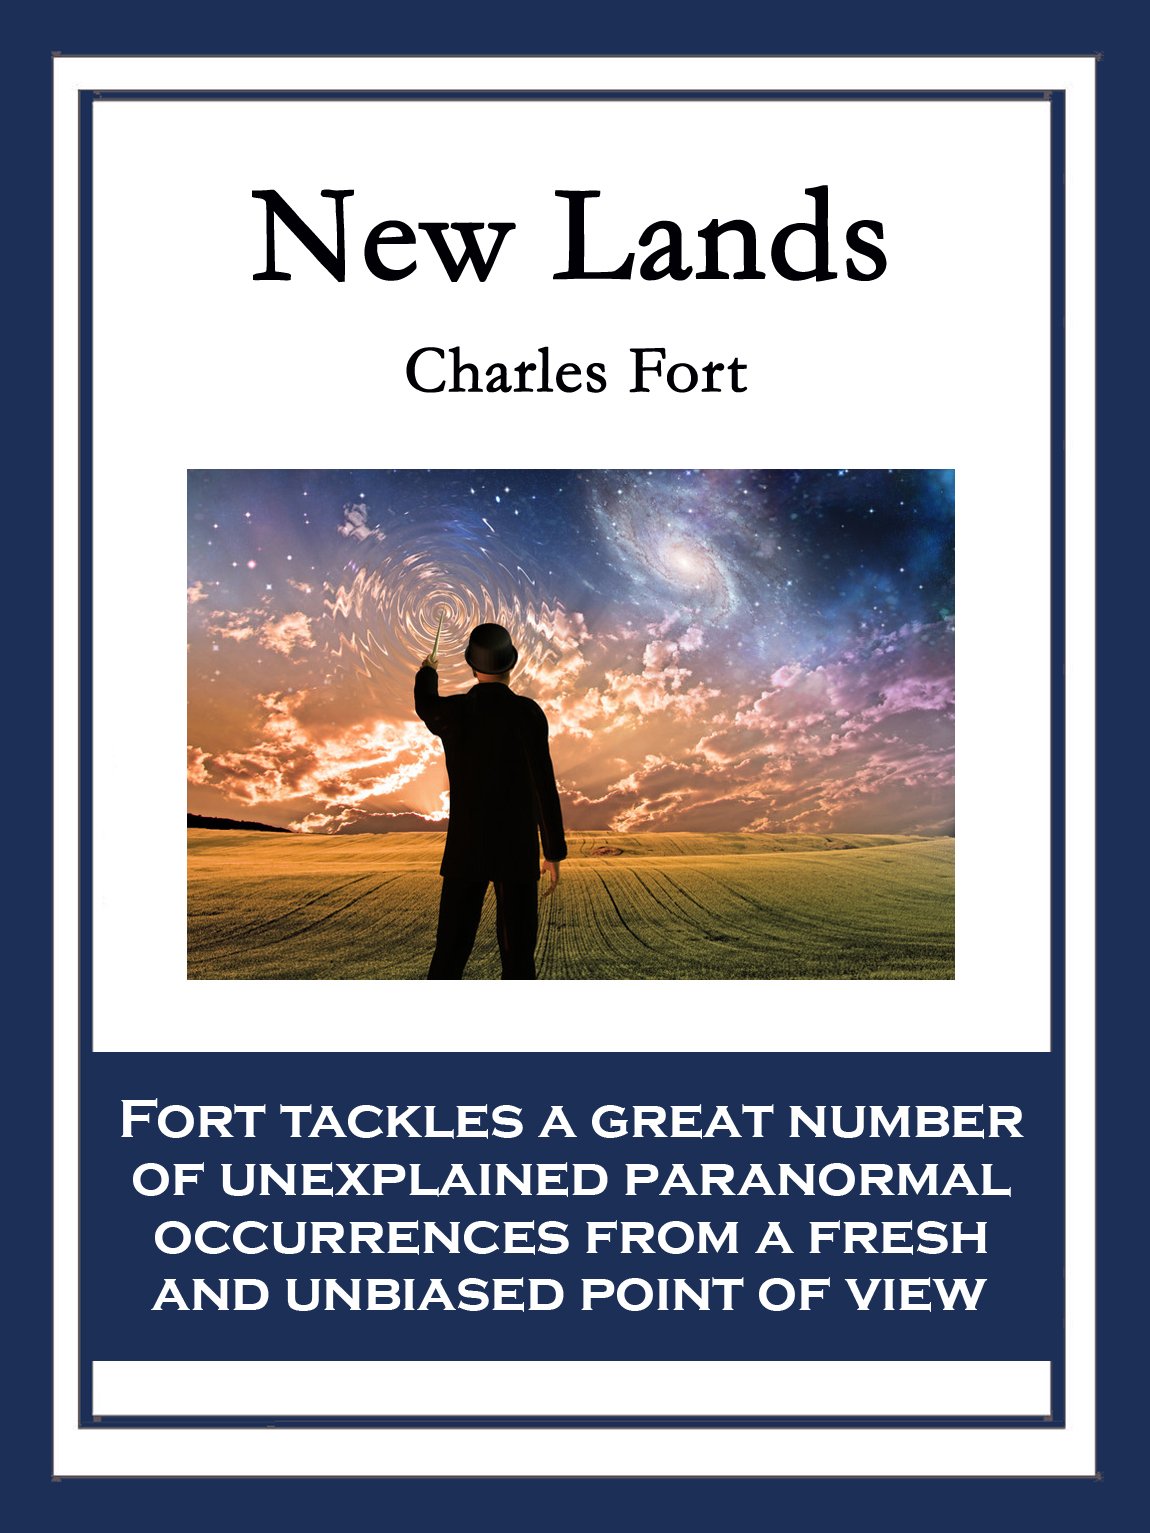 New Lands
Charles Fort
Fort tackles a great number
of unexplained paranormal
occurrences from a fresh
and unbiased point of view